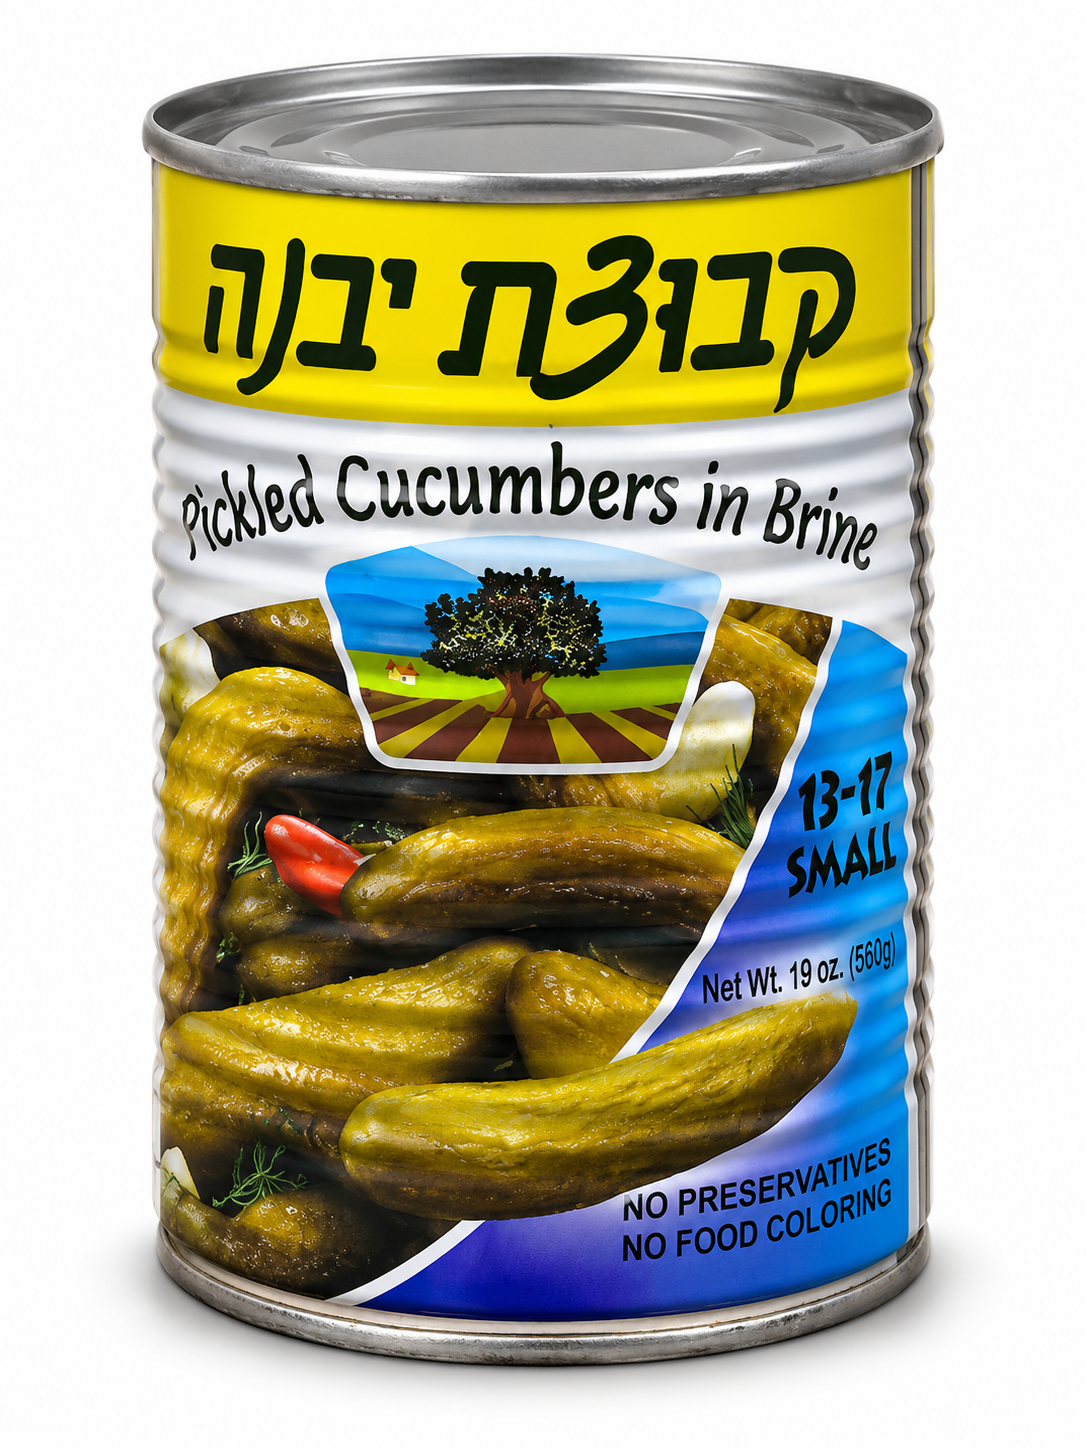 קבוצת יבנה
Pickled Cucumbers in Brine
13-17
SMALL
Net Wt. 19 oz. (560g)
NO PRESERVATIVES
NO FOOD COLORING